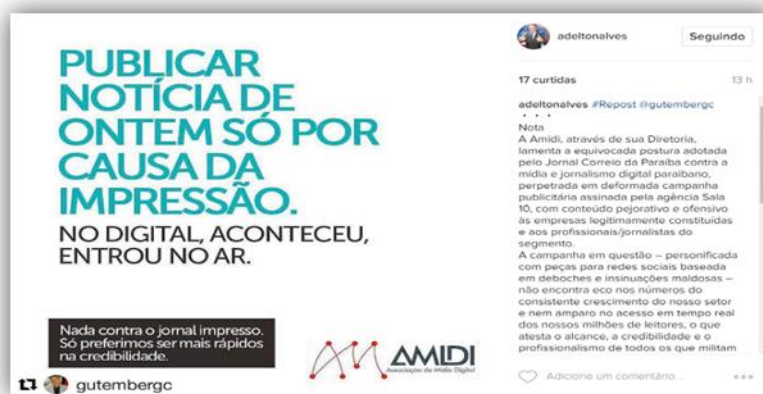 PUBLICAR
NOTÍCIA DE
ONTEM SÓ POR
CAUSA DA
IMPRESSÃO.
NO DIGITAL, ACONTECEU,
ENTROU NO AR.
Nada contra o jornal impresso.
Só preferimos ser mais rápidos
na credibilidade.
AMIDI
Associação de Mídia Digital
gutembergc
adeltonalves
Seguindo
17 curtidas
13 h
adeltonalves #Repost @gutembergc
・・・
Nota
A Amidi, através de sua Diretoria,
lamenta a equivocada postura adotada
pelo Jornal Correio da Paraíba contra a
mídia e jornalismo digital paraibano,
perpetrada em deformada campanha
publicitária assinada pela agência Sala
10, com conteúdo pejorativo e ofensivo
às empresas legitimamente constituídas
e aos profissionais/jornalistas do
segmento.
A campanha em questão – personificada
com peças para redes sociais baseada
em deboches e insinuações maldosas –
não encontra eco nos números do
consistente crescimento do nosso setor
e nem amparo no acesso em tempo real
dos nossos milhões de leitores, o que
atesta o alcance, a credibilidade e o
profissionalismo de todos os que militam
Adicione um comentário...